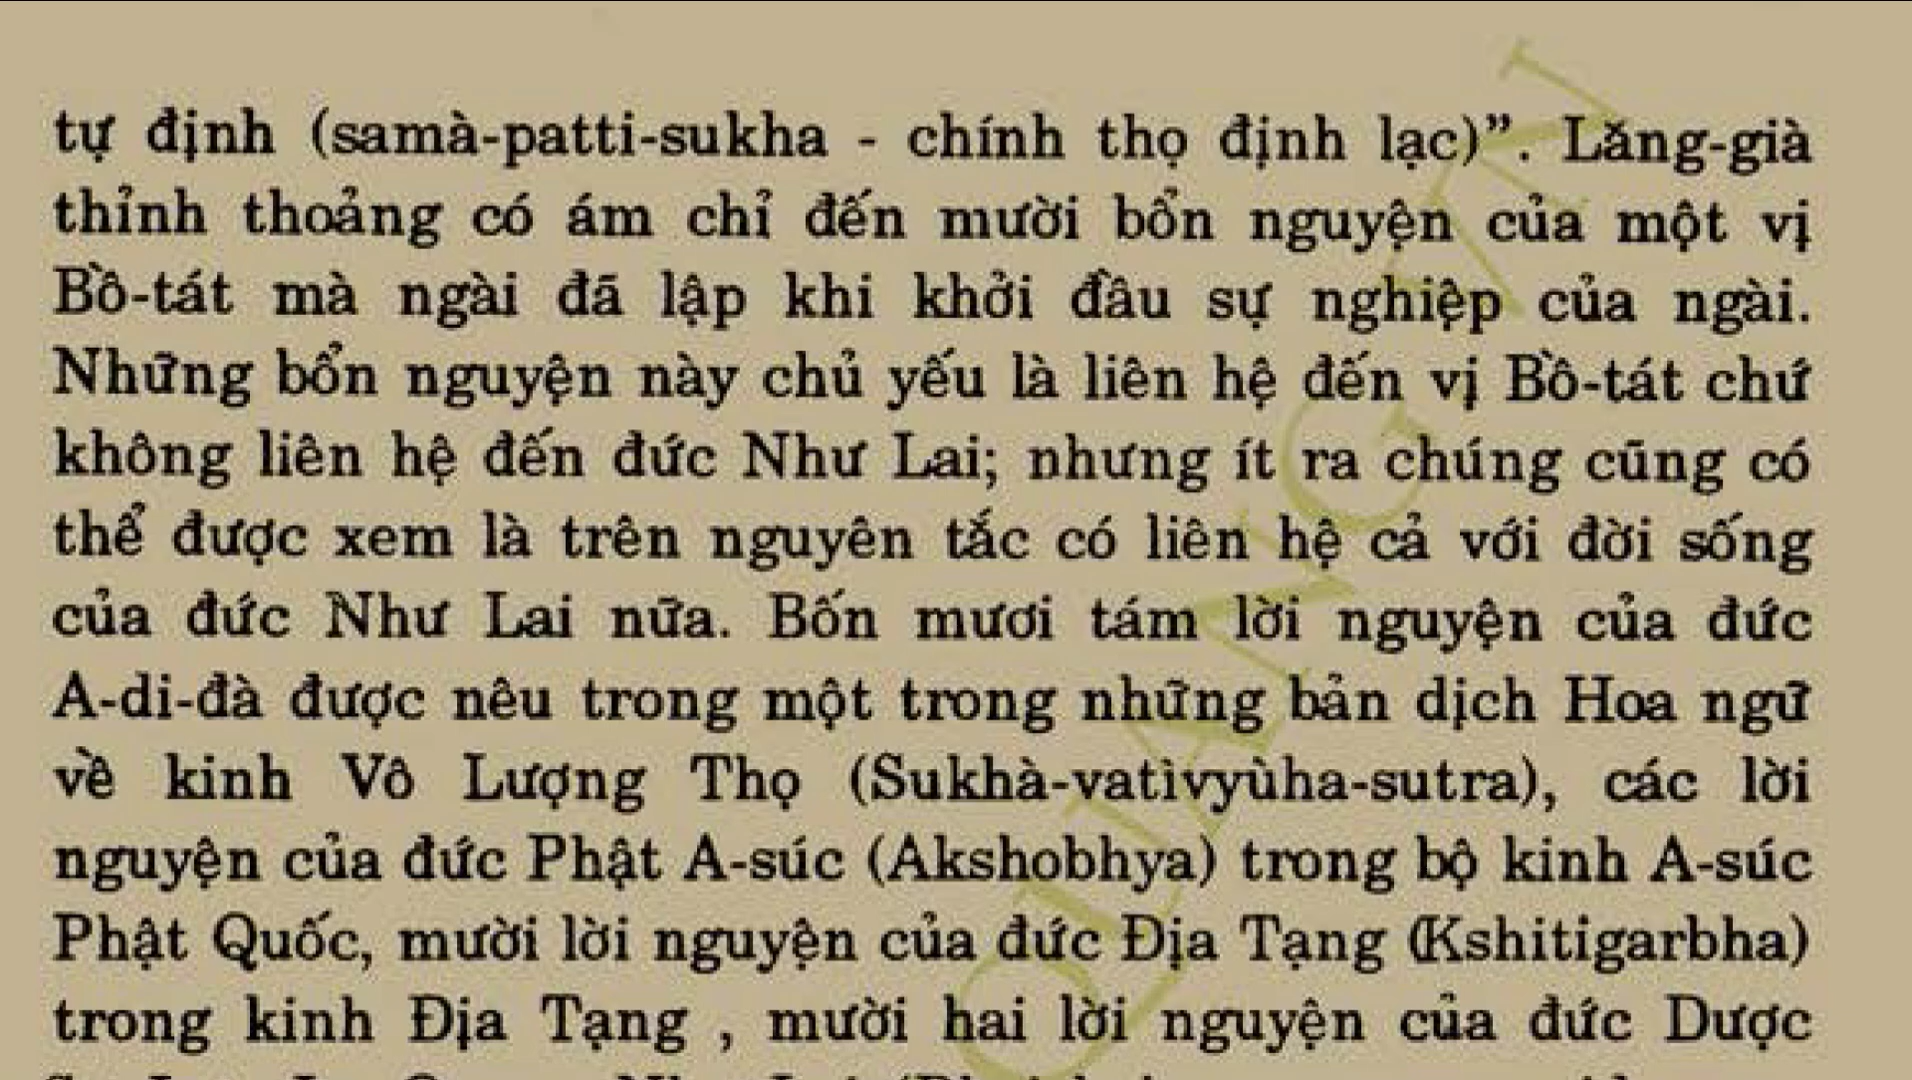 tự định (samà-patti-sukha - chính thọ định lạc)”. Lăng-già
thỉnh thoảng có ám chỉ đến mười bổn nguyện của một vị
Bồ-tát mà ngài đã lập khi khởi đầu sự nghiệp của ngài.
Những bổn nguyện này chủ yếu là liên hệ đến vị Bồ-tát chứ
không liên hệ đến đức Như Lai; nhưng ít ra chúng cũng có
thể được xem là trên nguyên tắc có liên hệ cả với đời sống
của đức Như Lai nữa. Bốn mươi tám lời nguyện của đức
A-di-đà được nêu trong một trong những bản dịch Hoa ngữ
về kinh Vô Lượng Thọ (Sukhà-vatìvyùha-sutra), các lời
nguyện của đức Phật A-súc (Akshobhya) trong bộ kinh A-súc
Phật Quốc, mười lời nguyện của đức Địa Tạng (Kshitigarbha)
trong kinh Địa Tạng , mười hai lời nguyện của đức Dược